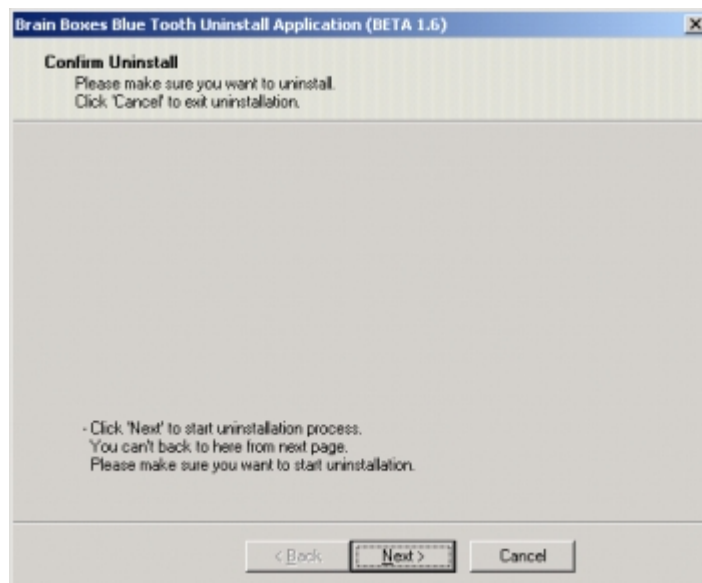 Brain Boxes Blue Tooth Uninstall Application (BETA 1.6)
Confirm Uninstall
Please make sure you want to uninstall.
Click 'Cancel' to exit uninstallation.
- Click 'Next' to start uninstallation process.
You can't back to here from next page.
Please make sure you want to start uninstallation.
< Back
Next >
Cancel